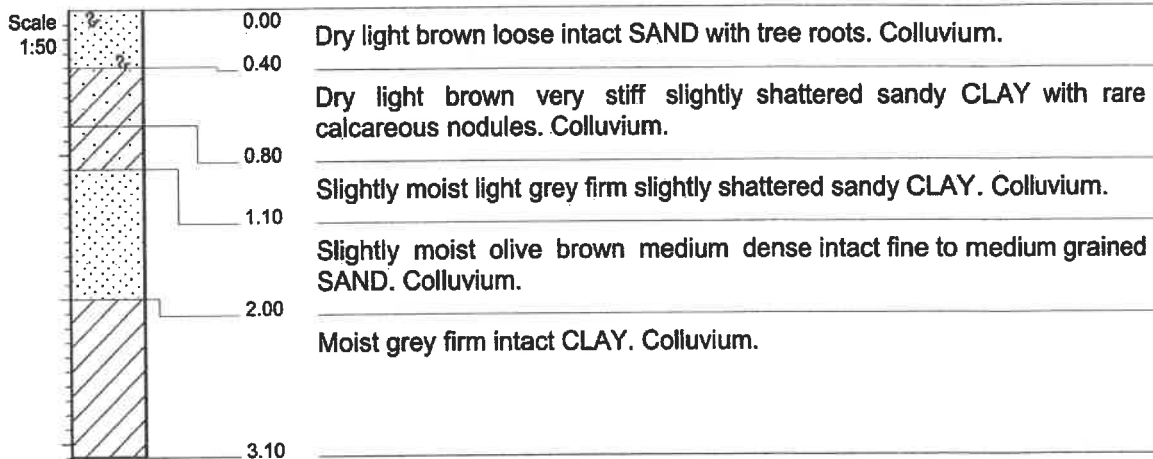 Scale
1:50
0.00
Dry light brown loose intact SAND with tree roots. Colluvium.
0.40
Dry light brown very stiff slightly shattered sandy CLAY with rare
calcareous nodules. Colluvium.
0.80
Slightly moist light grey firm slightly shattered sandy CLAY. Colluvium.
1.10
Slightly moist olive brown medium dense intact fine to medium grained
SAND. Colluvium.
2.00
Moist grey firm intact CLAY. Colluvium.
3.10